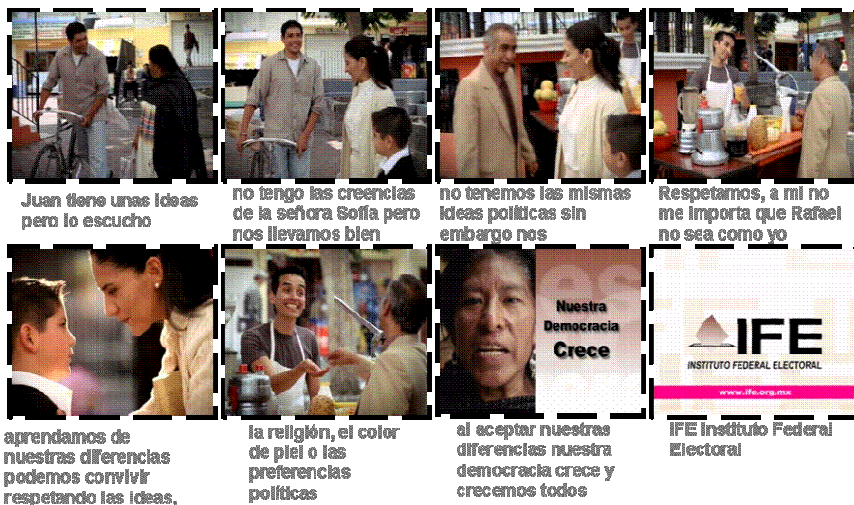 Juan tiene unas ideas
pero lo escucho
no tengo las creencias
de la señora Sofía pero
nos llevamos bien
no tenemos las mismas
ideas políticas sin
embargo nos
Respetamos, a mi no
me importa que Rafael
no sea como yo
Nuestra
Democracia
Crece
IFE
INSTITUTO FEDERAL ELECTORAL
www.ife.org.mx
aprendamos de
nuestras diferencias
podemos convivir
respetando las ideas,
la religión, el color
de piel o las
preferencias
políticas
al aceptar nuestras
diferencias nuestra
democracia crece y
crecemos todos
IFE Instituto Federal
Electoral